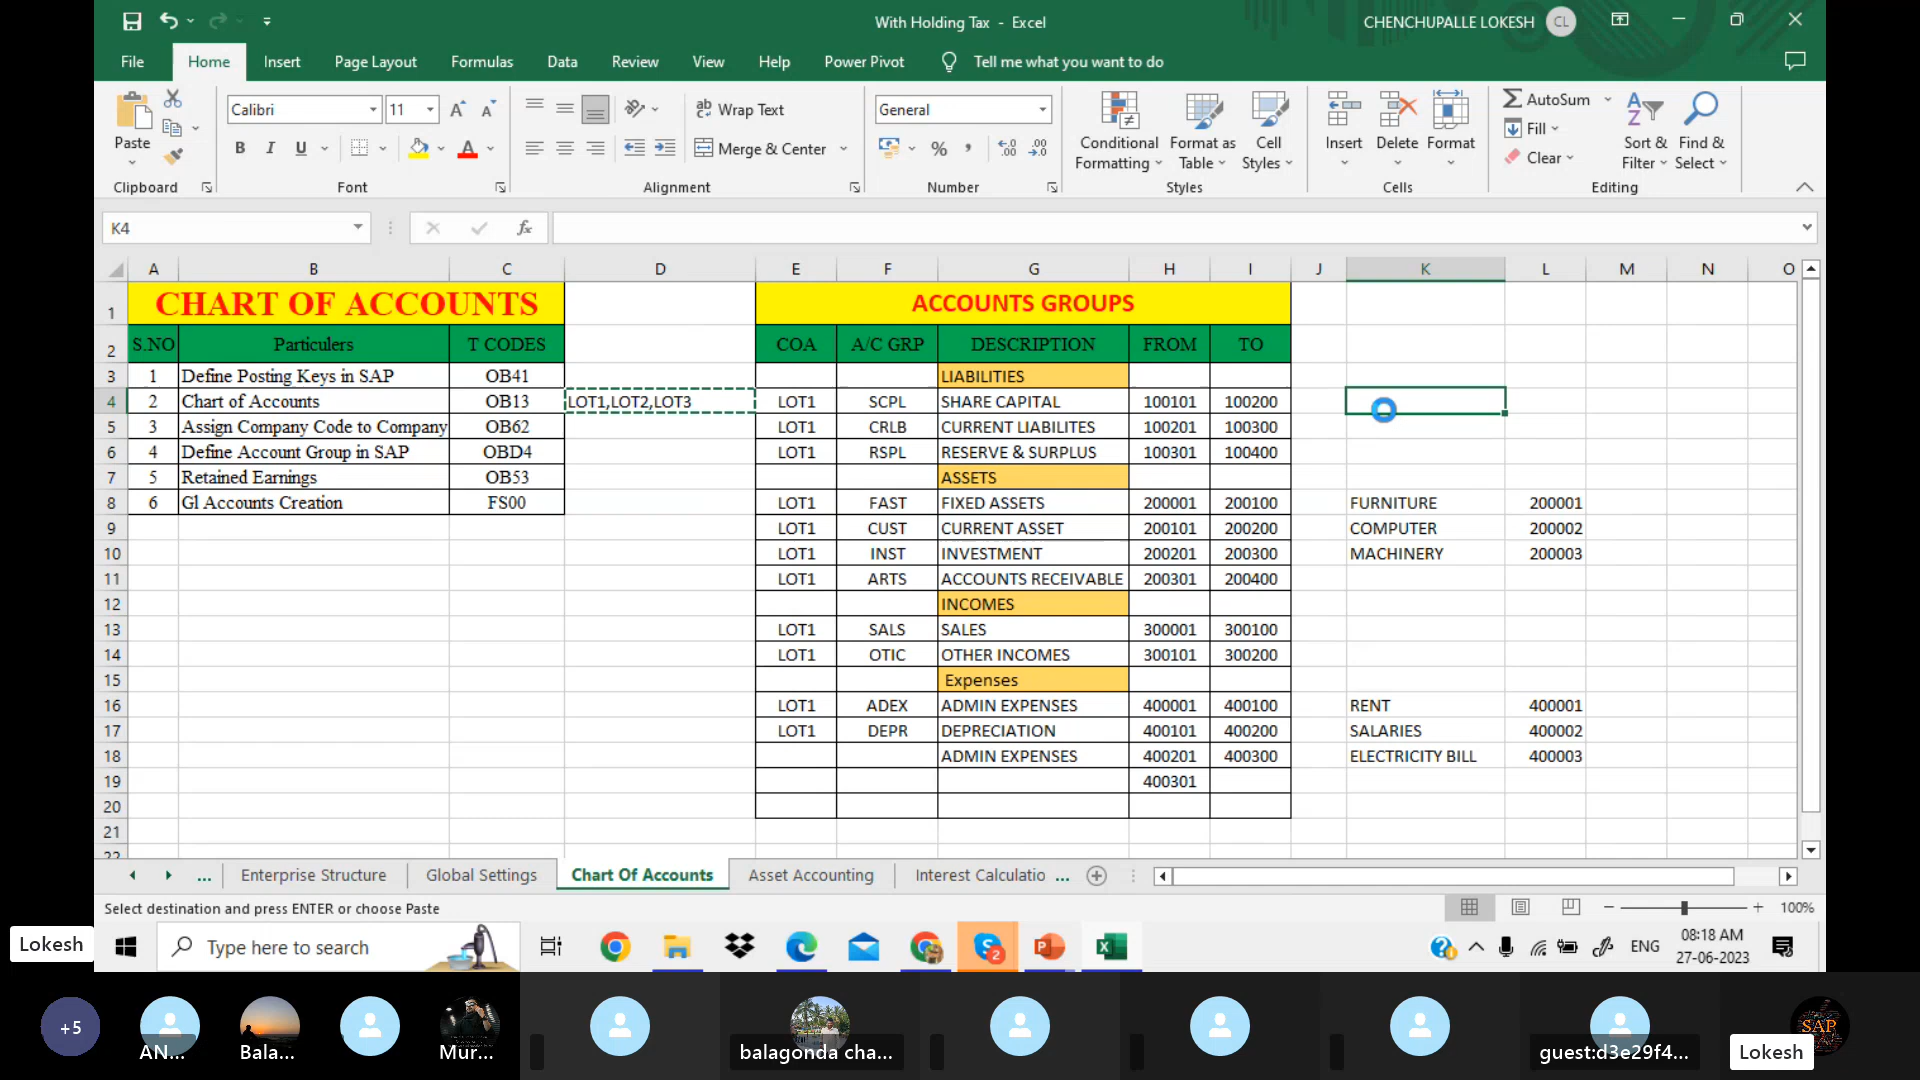 With Holding Tax - Excel
CHENCHUPALLE LOKESH
CL
File Home Insert Page Layout Formulas Data Review View Help Power Pivot Tell me what you want to do
Paste
Clipboard
Calibri 11
B I U
Font
Wrap Text
Merge & Center
Alignment
General
Number
Conditional Formatting
Format as Table
Cell Styles
Styles
Insert
Delete
Format
Cells
AutoSum
Fill
Clear
Sort & Filter
Find & Select
Editing
K4
fx
A B C D E F G H I J K L M N O
1 CHART OF ACCOUNTS ACCOUNTS GROUPS
2 S.NO Particulers T CODES COA A/C GRP DESCRIPTION FROM TO
3 1 Define Posting Keys in SAP OB41 LIABILITIES
4 2 Chart of Accounts OB13 LOT1,LOT2,LOT3 LOT1 SCPL SHARE CAPITAL 100101 100200
5 3 Assign Company Code to Company OB62 LOT1 CRLB CURRENT LIABILITES 100201 100300
6 4 Define Account Group in SAP OBD4 LOT1 RSPL RESERVE & SURPLUS 100301 100400
7 5 Retained Earnings OB53 ASSETS
8 6 Gl Accounts Creation FS00 LOT1 FAST FIXED ASSETS 200001 200100 FURNITURE 200001
9 LOT1 CUST CURRENT ASSET 200101 200200 COMPUTER 200002
10 LOT1 INST INVESTMENT 200201 200300 MACHINERY 200003
11 LOT1 ARTS ACCOUNTS RECEIVABLE 200301 200400
12 INCOMES
13 LOT1 SALS SALES 300001 300100
14 LOT1 OTIC OTHER INCOMES 300101 300200
15 Expenses
16 LOT1 ADEX ADMIN EXPENSES 400001 400100 RENT 400001
17 LOT1 DEPR DEPRECIATION 400101 400200 SALARIES 400002
18 ADMIN EXPENSES 400201 400300 ELECTRICITY BILL 400003
19 400301
20
21
22
... Enterprise Structure Global Settings Chart Of Accounts Asset Accounting Interest Calculatio ...
Select destination and press ENTER or choose Paste
100%
Lokesh
Type here to search
2
ENG
08:18 AM
27-06-2023
+5
AN...
Bala...
Mur...
balagonda cha...
guest:d3e29f4...
SAP
Lokesh